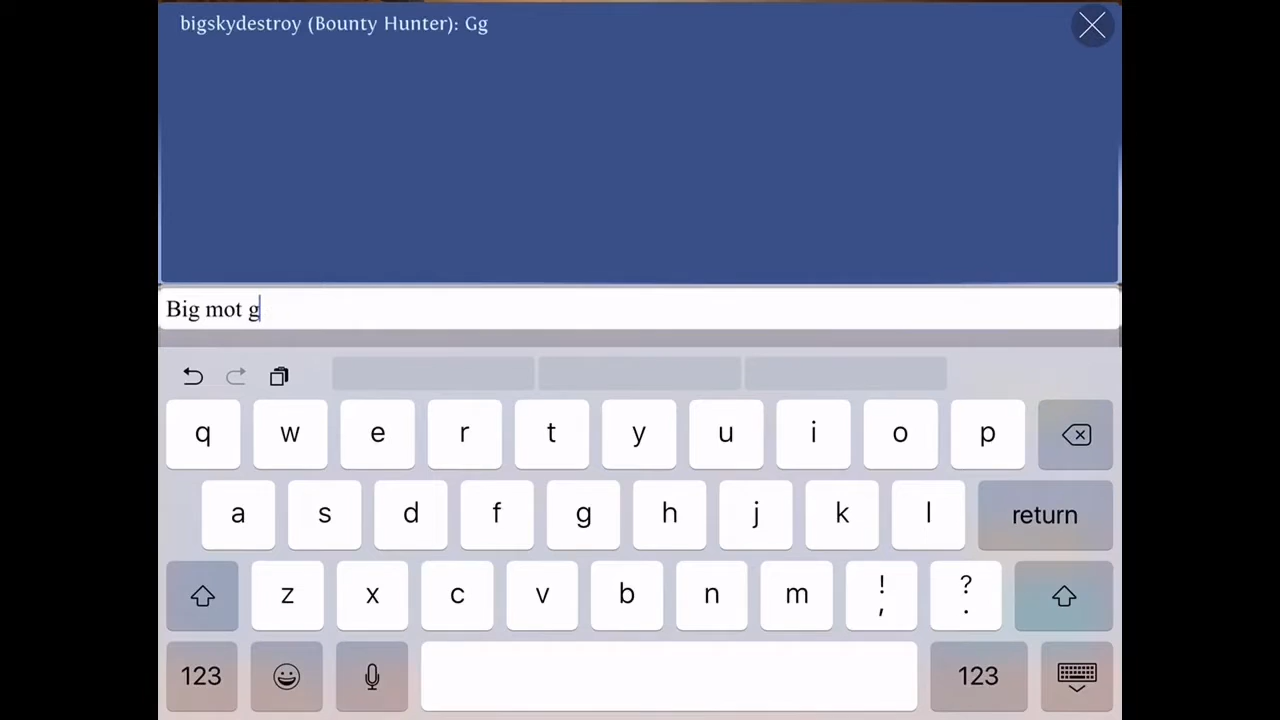 bigskydestroy (Bounty Hunter): Gg
Big mot g
q w e r t y u i o p
a s d f g h j k l return
z x c v b n m ! , ? .
123 123